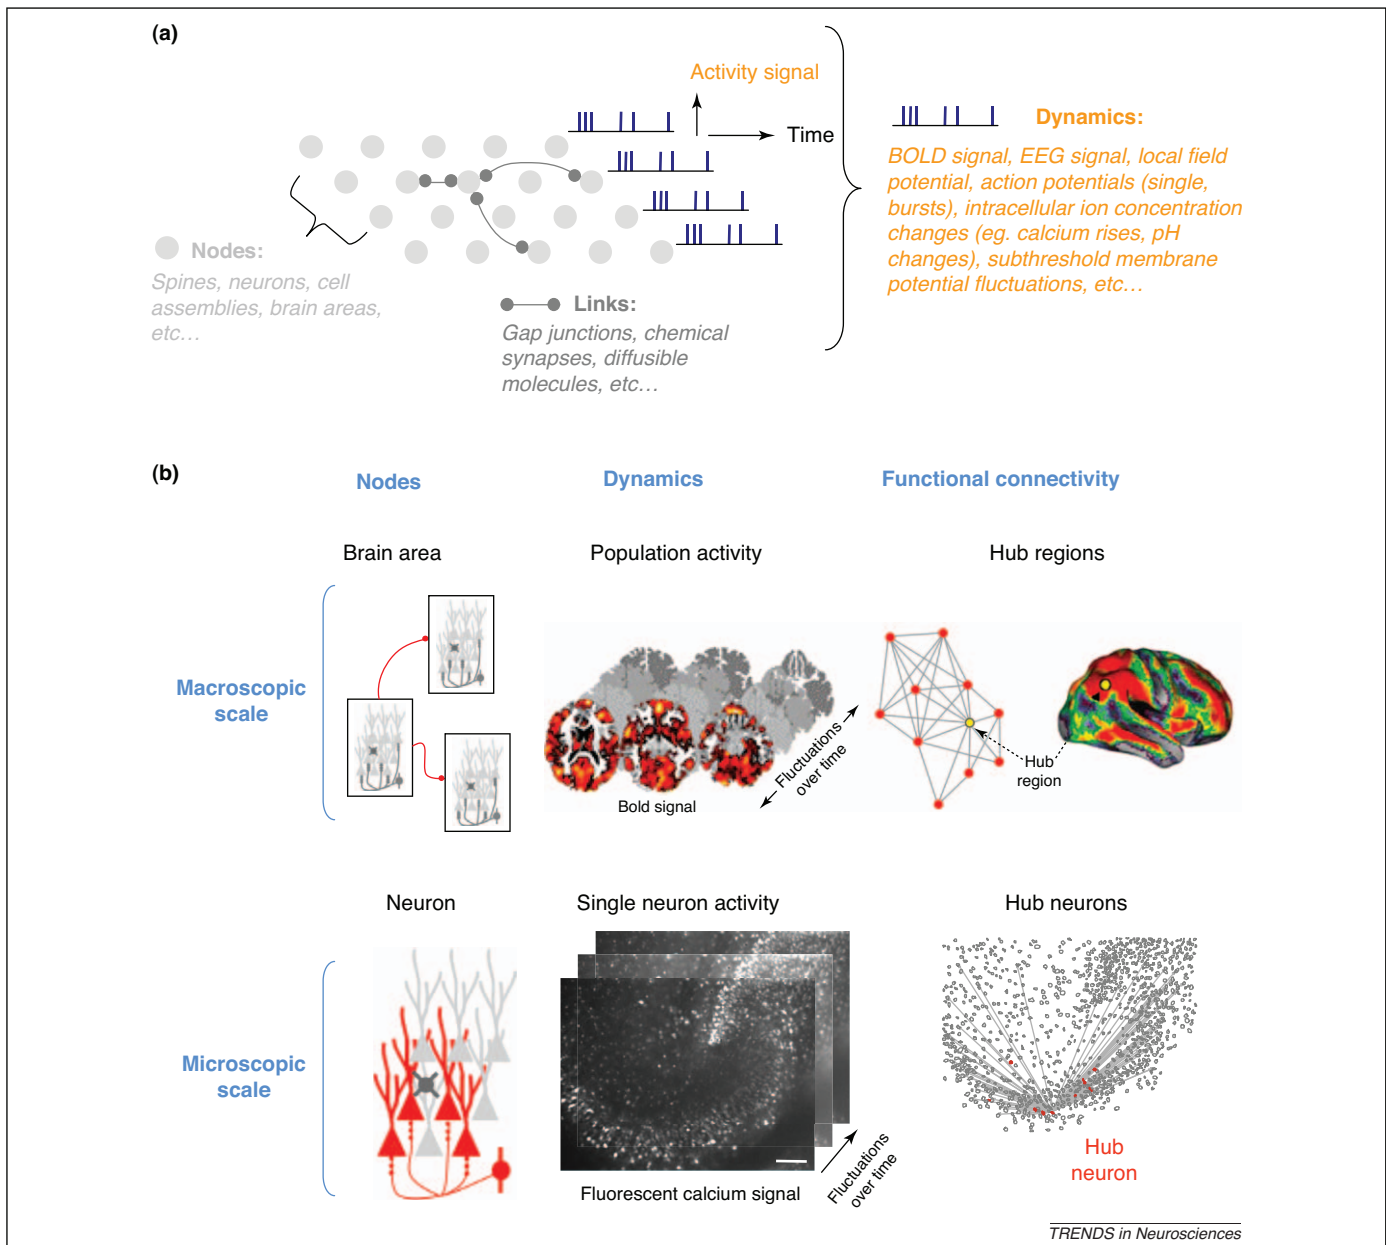 (a)
Activity signal
Time
Nodes:
Spines, neurons, cell
assemblies, brain areas,
etc…
Links:
Gap junctions, chemical
synapses, diffusible
molecules, etc…
Dynamics:
BOLD signal, EEG signal, local field
potential, action potentials (single,
bursts), intracellular ion concentration
changes (eg. calcium rises, pH
changes), subthreshold membrane
potential fluctuations, etc…
(b)
Nodes
Dynamics
Functional connectivity
Brain area
Population activity
Hub regions
Macroscopic
scale
Bold signal
Fluctuations
over time
Hub
region
Neuron
Single neuron activity
Hub neurons
Microscopic
scale
Fluorescent calcium signal
Fluctuations
over time
Hub
neuron
TRENDS in Neurosciences